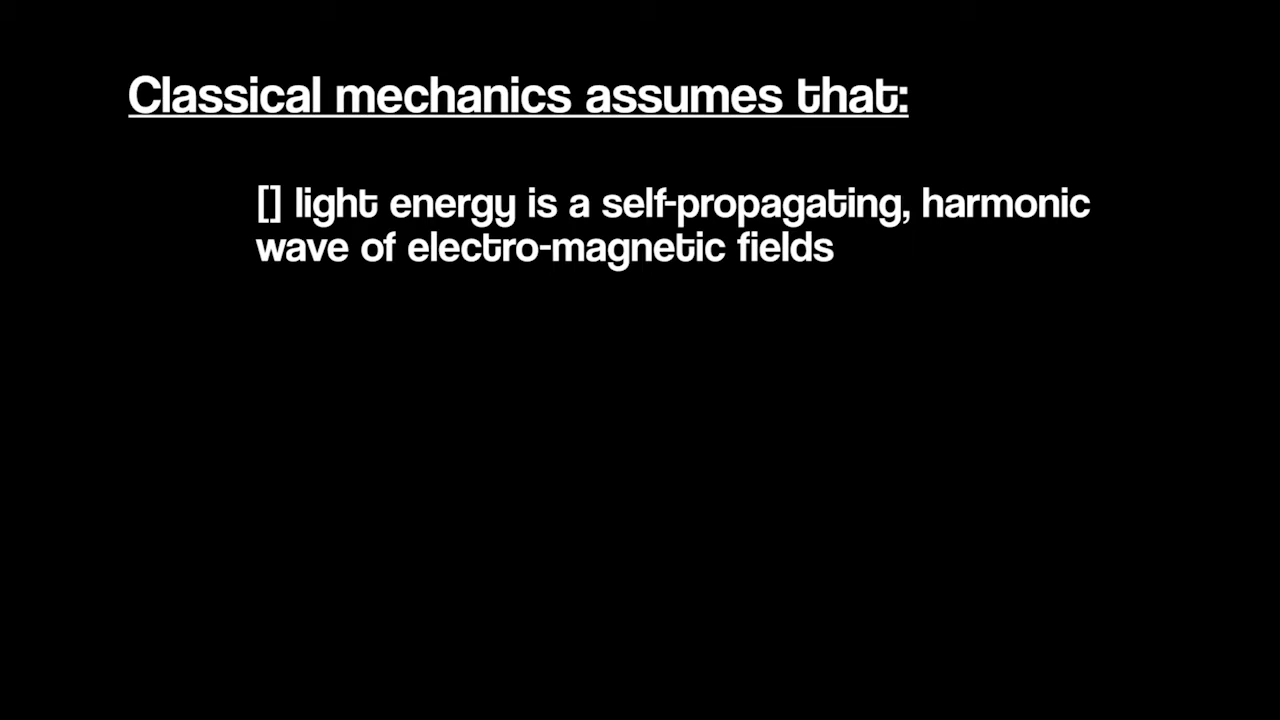 Classical mechanics assumes that:
[] light energy is a self-propagating, harmonic
wave of electro-magnetic fields